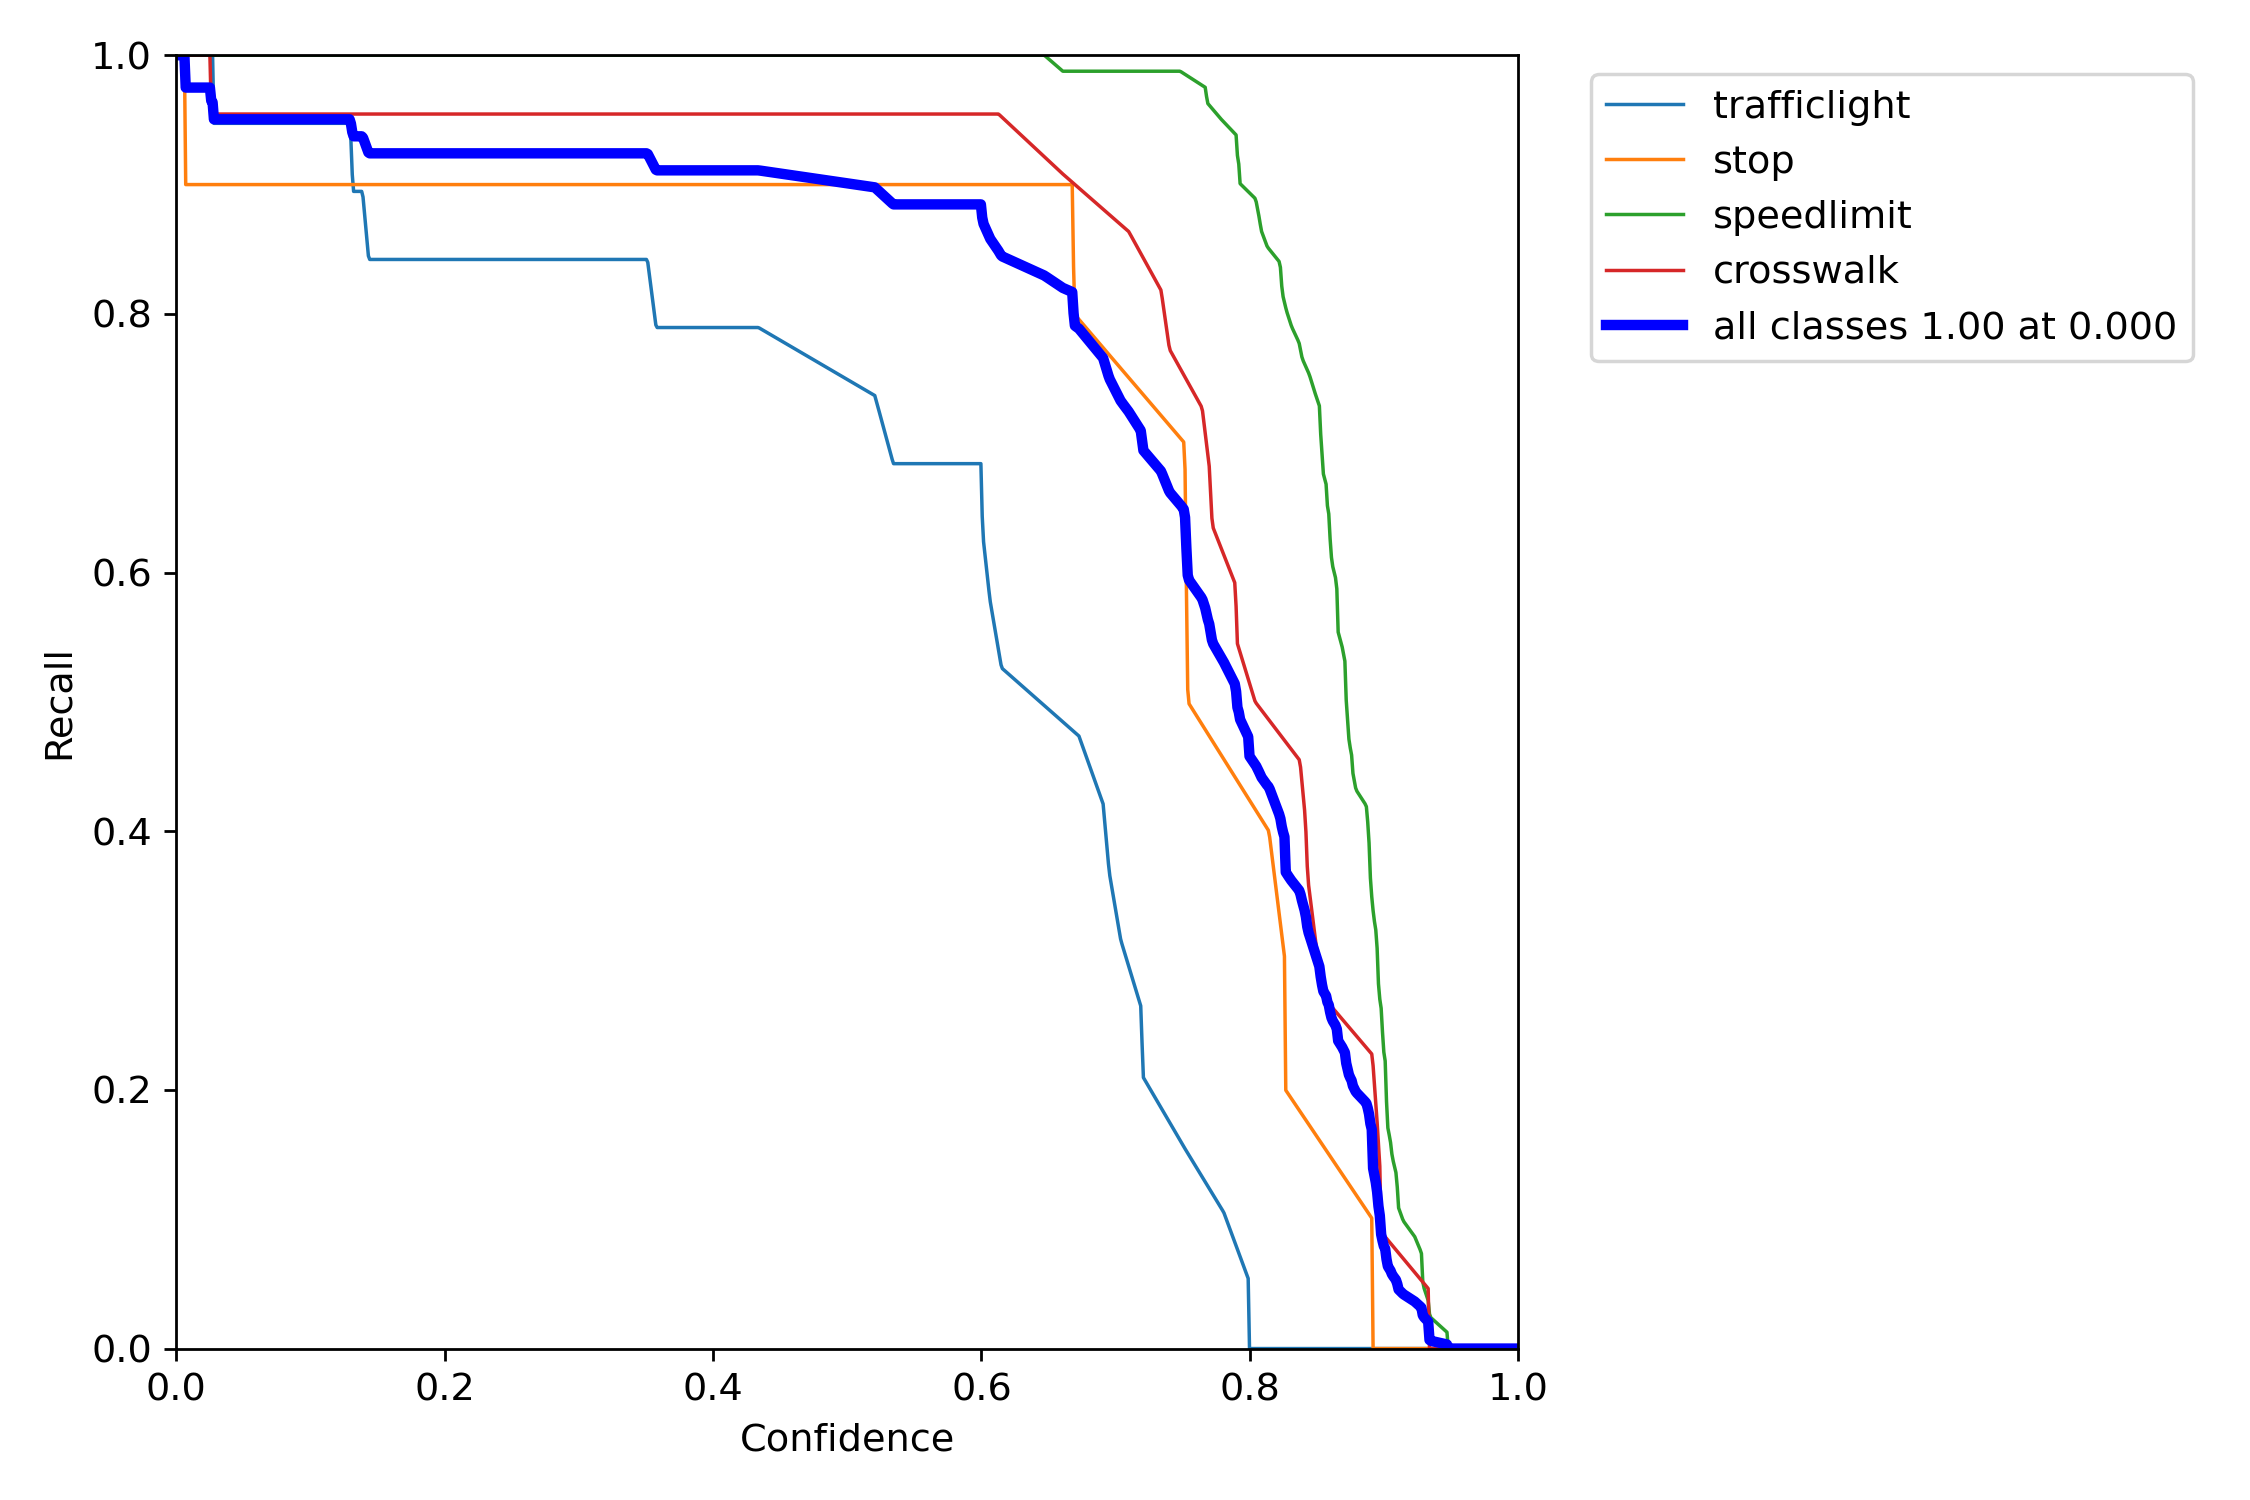 1.0
0.8
0.6
0.4
0.2
0.0
Recall
0.0 0.2 0.4 0.6 0.8 1.0
Confidence
trafficlight
stop
speedlimit
crosswalk
all classes 1.00 at 0.000